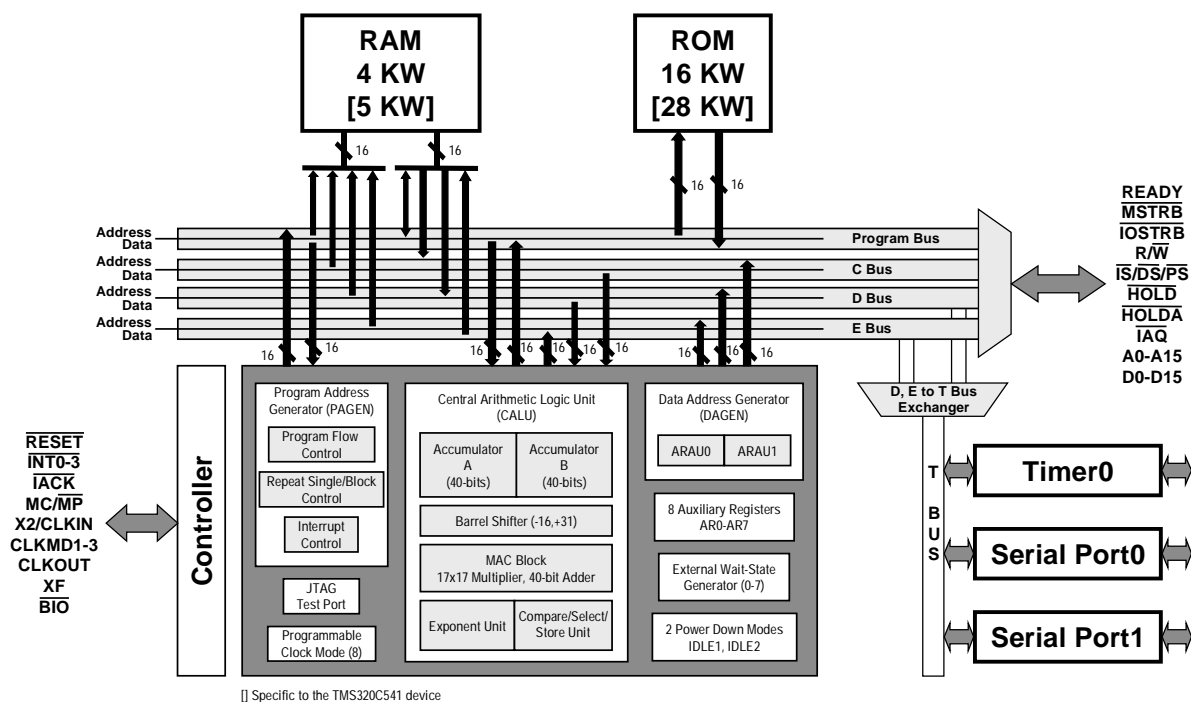 RAM
4 KW
[5 KW]
ROM
16 KW
[28 KW]
16
16
16
16
Address
Data
Program Bus
Address
Data
C Bus
Address
Data
D Bus
Address
Data
E Bus
16
16
16
16
16
16
16
16
16
16
READY
MSTRB
IOSTRB
R/W
IS/DS/PS
HOLD
HOLDA
IAQ
A0-A15
D0-D15
D, E to T Bus
Exchanger
RESET
INT0-3
IACK
MC/MP
X2/CLKIN
CLKMD1-3
CLKOUT
XF
BIO
Controller
Program Address
Generator (PAGEN)
Program Flow
Control
Repeat Single/Block
Control
Interrupt
Control
JTAG
Test Port
Programmable
Clock Mode (8)
Central Arithmetic Logic Unit
(CALU)
Accumulator
A
(40-bits)
Accumulator
B
(40-bits)
Barrel Shifter (-16,+31)
MAC Block
17x17 Multiplier, 40-bit Adder
Exponent Unit
Compare/Select/
Store Unit
Data Address Generator
(DAGEN)
ARAU0
ARAU1
8 Auxiliary Registers
AR0-AR7
External Wait-State
Generator (0-7)
2 Power Down Modes
IDLE1, IDLE2
T BUS
Timer0
Serial Port0
Serial Port1
[] Specific to the TMS320C541 device